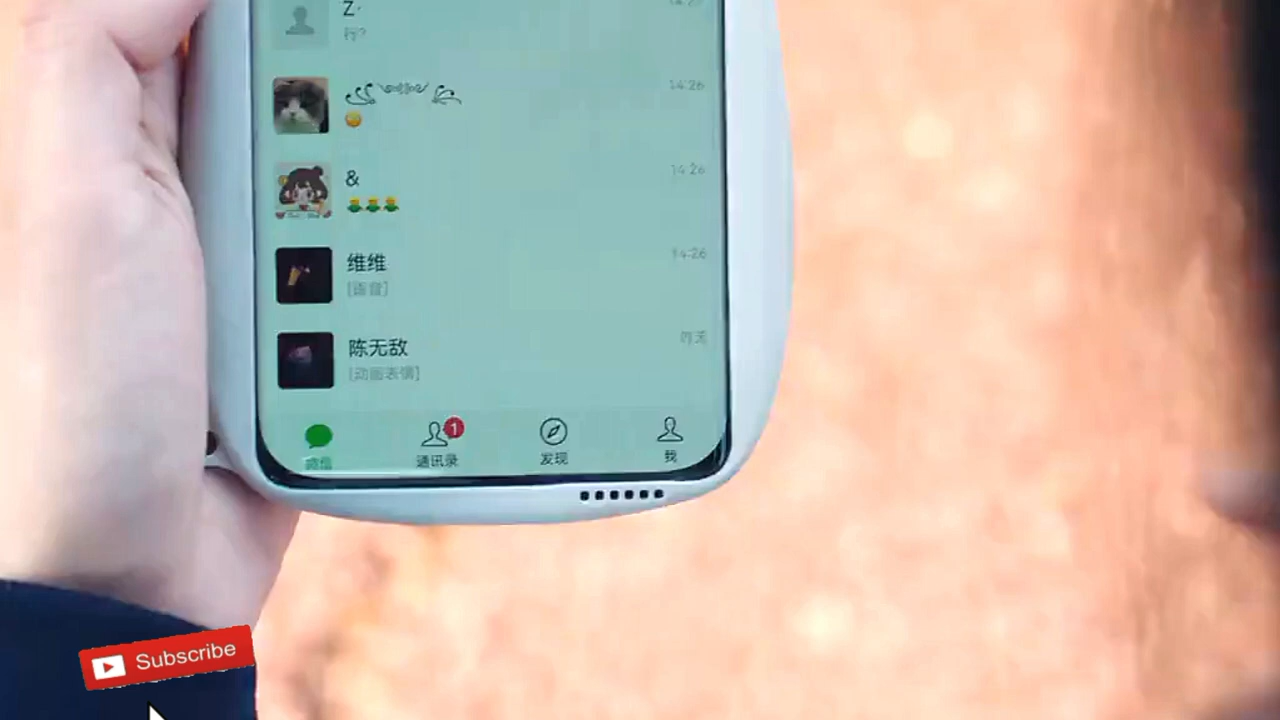 Z·
行?
14:26
&
14:26
维维
14:26
[语音]
陈无敌
昨天
[动画表情]
1
微信
通讯录
发现
我
Subscribe